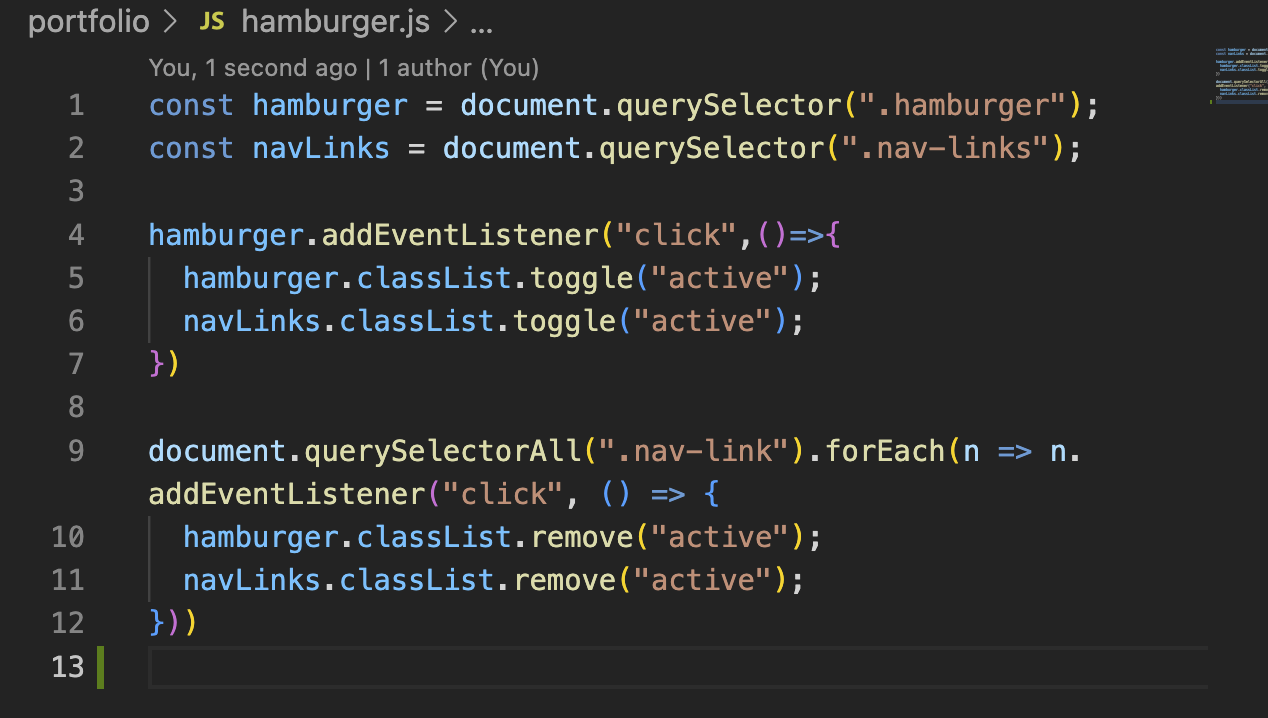 portfolio > JS hamburger.js > ...
You, 1 second ago | 1 author (You)
1 const hamburger = document.querySelector(".hamburger");
2 const navLinks = document.querySelector(".nav-links");
3
4 hamburger.addEventListener("click",()=>{
5   hamburger.classList.toggle("active");
6   navLinks.classList.toggle("active");
7 })
8
9 document.querySelectorAll(".nav-link").forEach(n => n.
addEventListener("click", () => {
10   hamburger.classList.remove("active");
11   navLinks.classList.remove("active");
12 }))
13